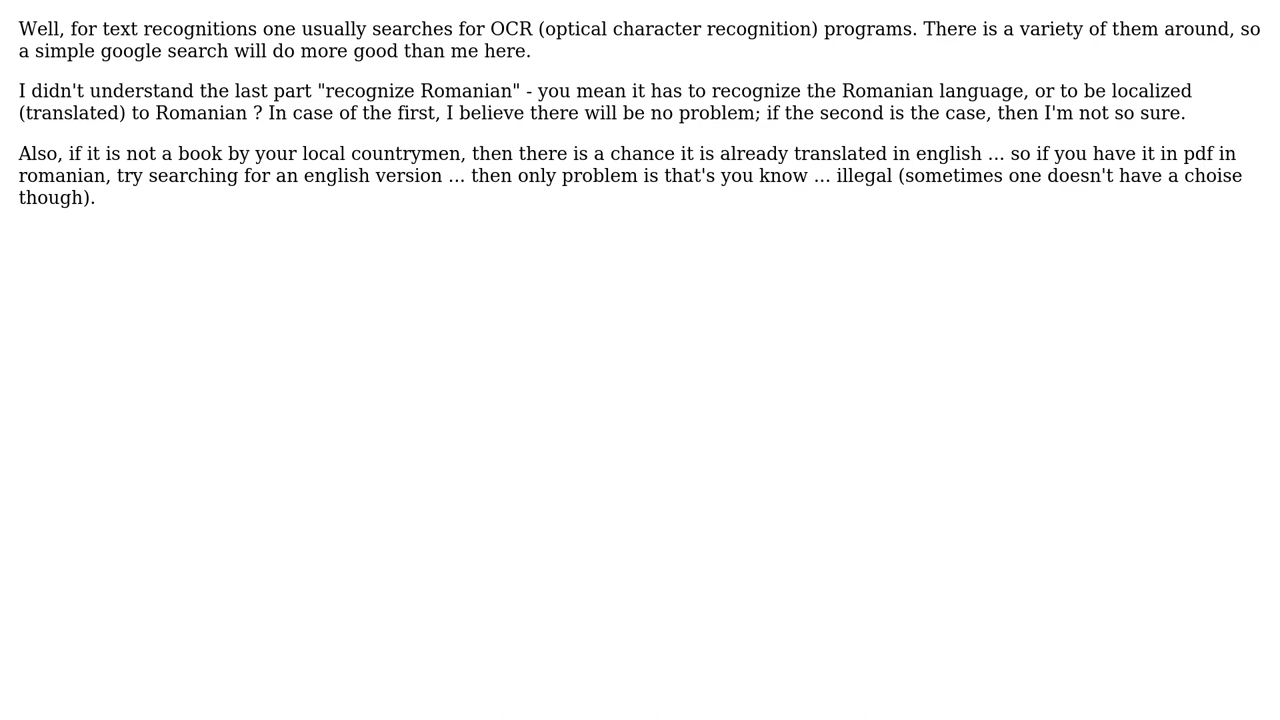 Well, for text recognitions one usually searches for OCR (optical character recognition) programs. There is a variety of them around, so
a simple google search will do more good than me here.
I didn't understand the last part "recognize Romanian" - you mean it has to recognize the Romanian language, or to be localized
(translated) to Romanian ? In case of the first, I believe there will be no problem; if the second is the case, then I'm not so sure.
Also, if it is not a book by your local countrymen, then there is a chance it is already translated in english ... so if you have it in pdf in
romanian, try searching for an english version ... then only problem is that's you know ... illegal (sometimes one doesn't have a choise
though).